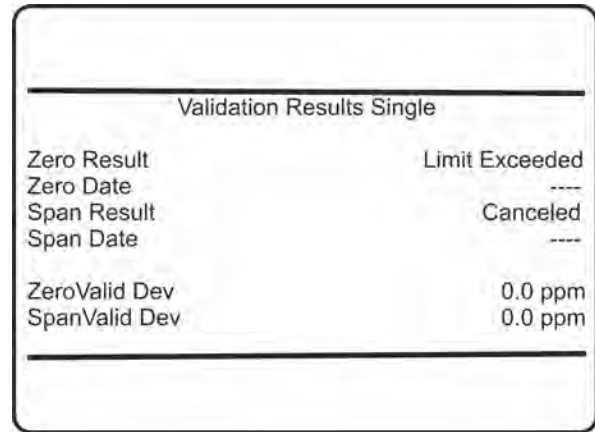 Validation Results Single
Zero Result Limit Exceeded
Zero Date ----
Span Result Canceled
Span Date ----
ZeroValid Dev 0.0 ppm
SpanValid Dev 0.0 ppm